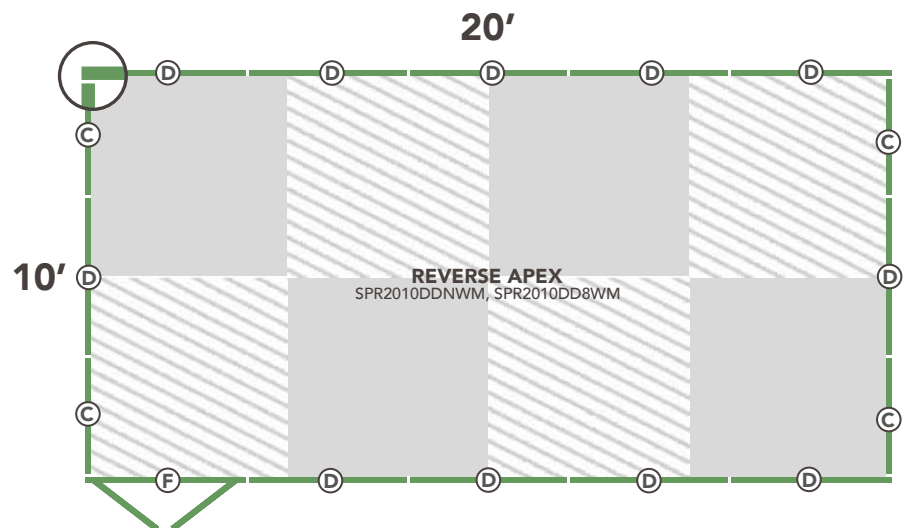 20’
D D D D D
C C
10’ D D
REVERSE APEX
SPR2010DDNWM, SPR2010DD8WM
C C
F D D D D